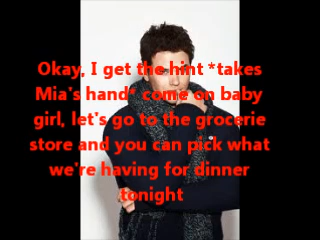 Okay, I get the hint *takes
Mia's hand* come on baby
girl, let's go to the grocerie
store and you can pick what
we're having for dinner
tonight